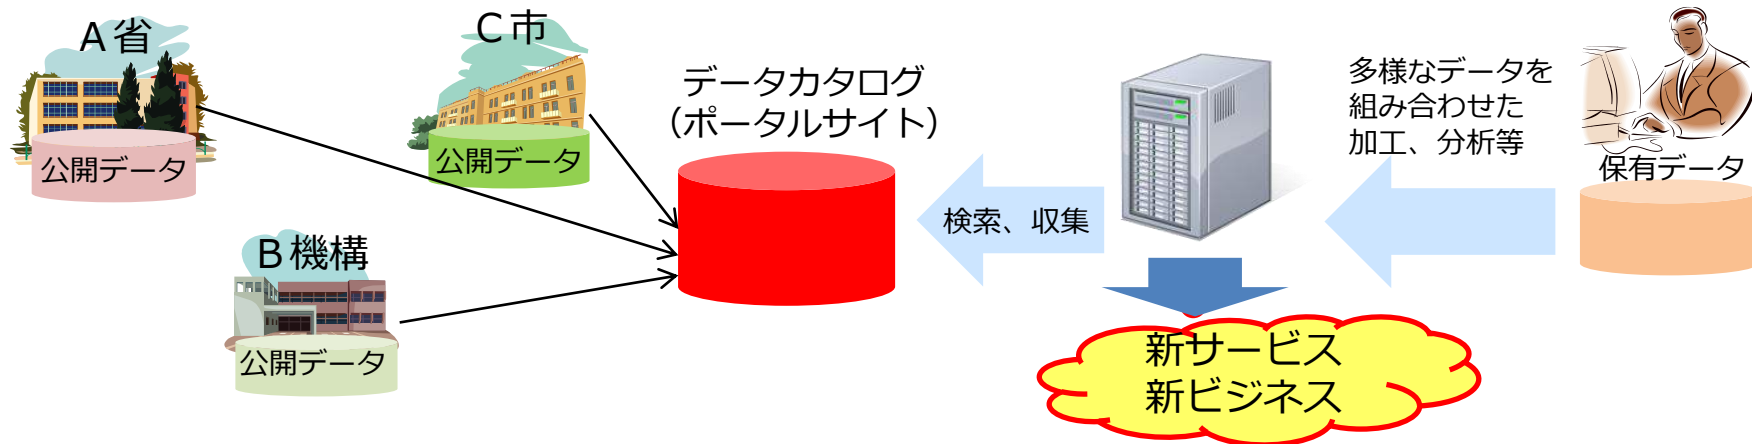 A省
公開データ
C市
公開データ
B機構
公開データ
データカタログ
（ポータルサイト）
検索、収集
多様なデータを
組み合わせた
加工、分析等
保有データ
新サービス
新ビジネス